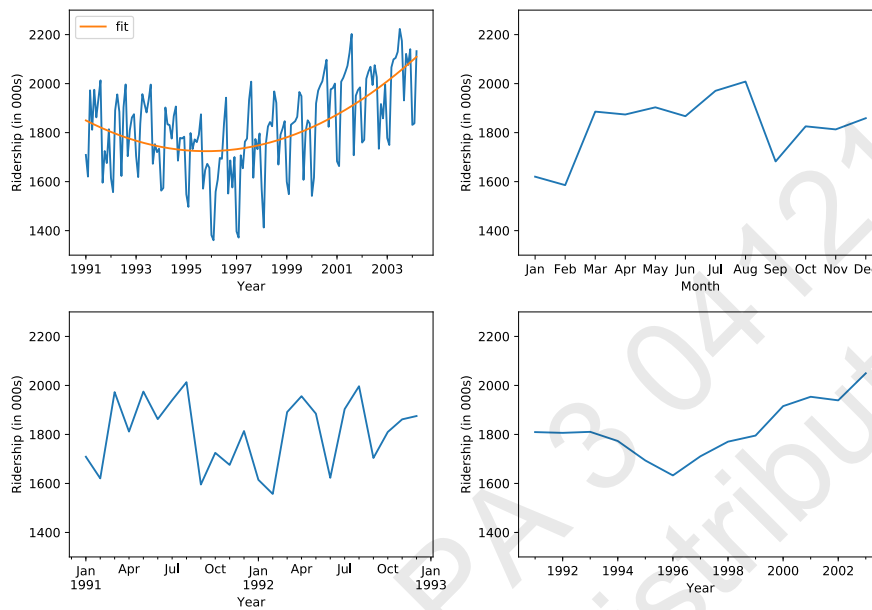 fit
Ridership (in 000s)
2200
2000
1800
1600
1400
1991 1993 1995 1997 1999 2001 2003
Year
Ridership (in 000s)
2200
2000
1800
1600
1400
Jan Feb Mar Apr May Jun Jul Aug Sep Oct Nov Dec
Month
Ridership (in 000s)
2200
2000
1800
1600
1400
Jan Apr Jul Oct Jan Apr Jul Oct Jan
1991 1992 1993
Year
Ridership (in 000s)
2200
2000
1800
1600
1400
1992 1994 1996 1998 2000 2002
Year
PA 3 04121